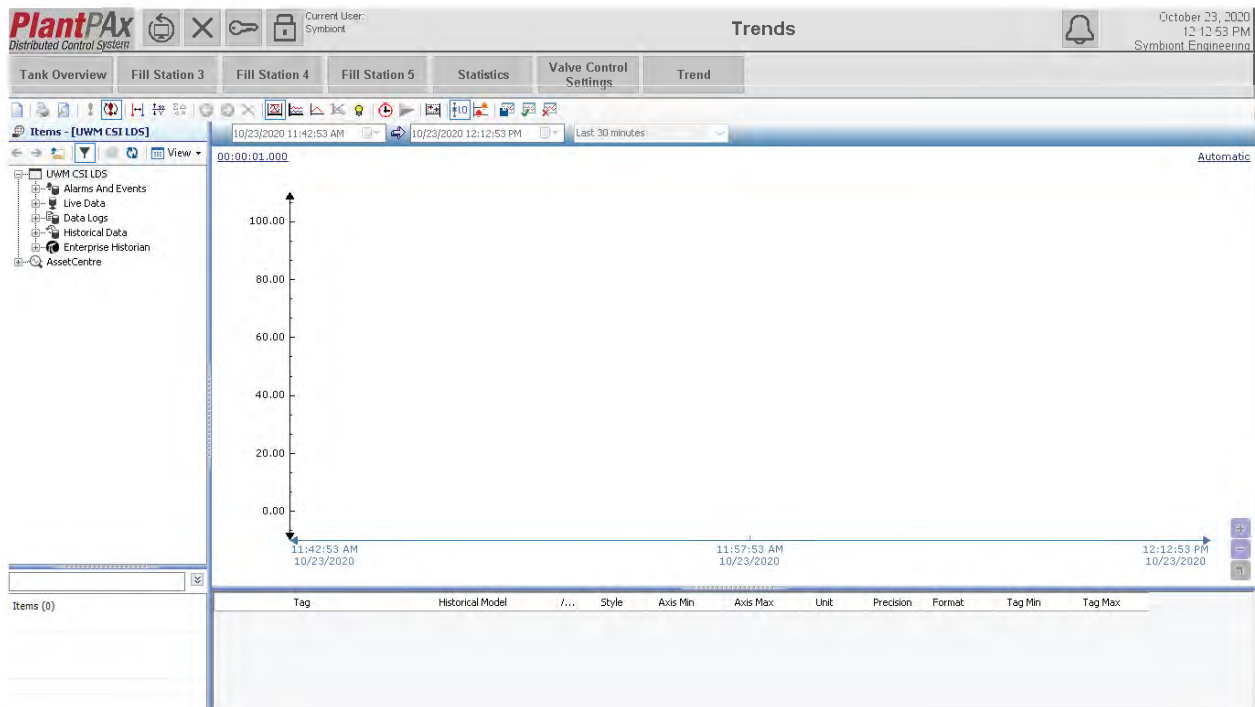 PlantPAx
Distributed Control System
Current User:
Symbiont
Trends
October 23, 2020
12:12:53 PM
Symbiont Engineering
Tank Overview
Fill Station 3
Fill Station 4
Fill Station 5
Statistics
Valve Control
Settings
Trend
Items - [UWM CSI LDS]
10/23/2020 11:42:53 AM
10/23/2020 12:12:53 PM
Last 30 minutes
View
00:00:01.000
Automatic
UWM CSI LDS
Alarms And Events
Live Data
Data Logs
Historical Data
Enterprise Historian
AssetCentre
100.00
80.00
60.00
40.00
20.00
0.00
11:42:53 AM
10/23/2020
11:57:53 AM
10/23/2020
12:12:53 PM
10/23/2020
Items (0)
Tag Historical Model /... Style Axis Min Axis Max Unit Precision Format Tag Min Tag Max